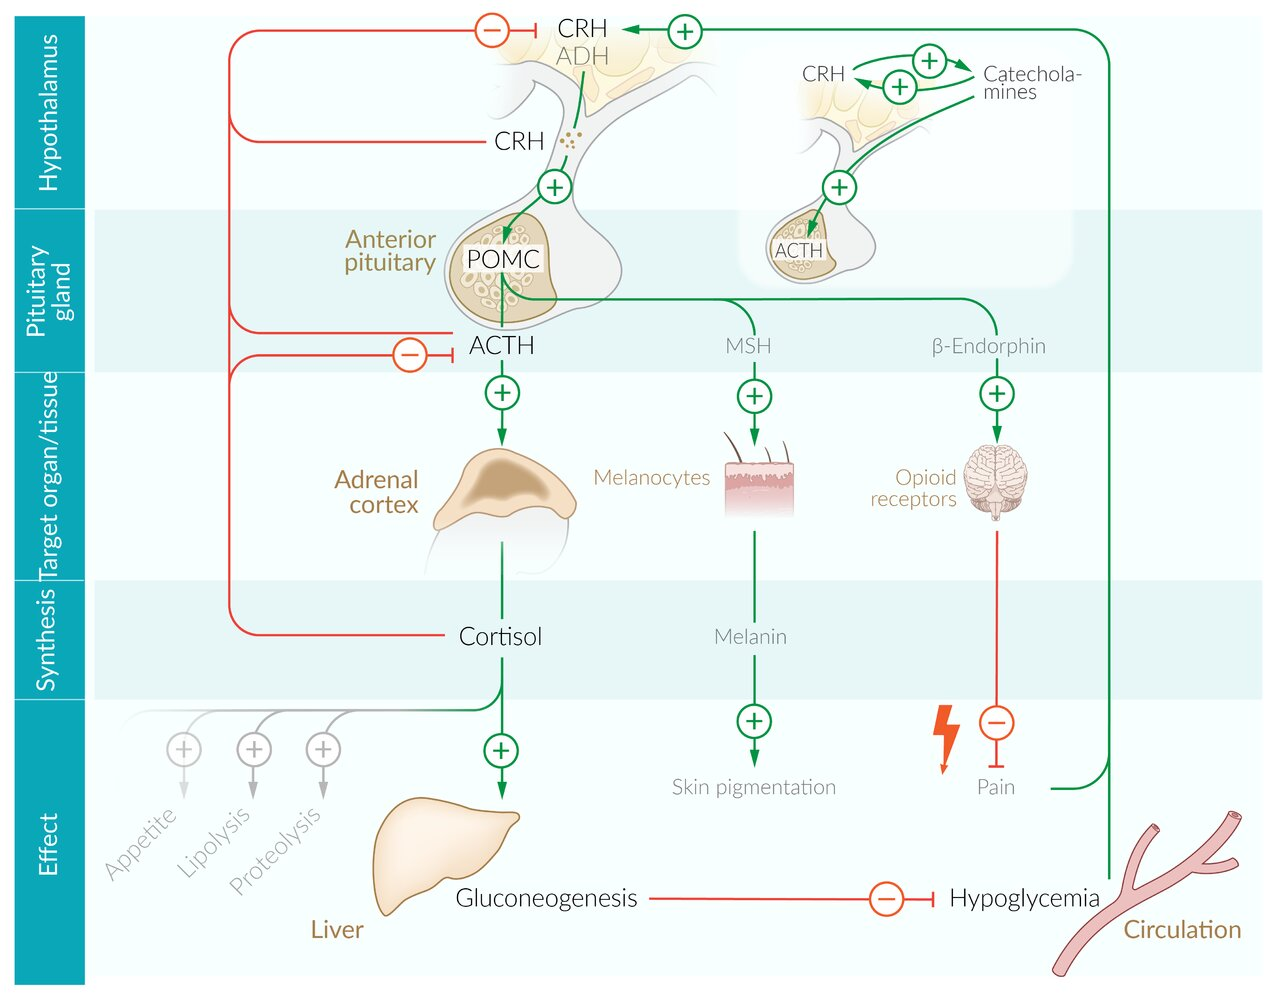 Hypothalamus
CRH
ADH
CRH
CRH
Catechola-
mines
ACTH
Pituitary
gland
Anterior
pituitary
POMC
ACTH
MSH
β-Endorphin
Target organ/tissue
Adrenal
cortex
Melanocytes
Opioid
receptors
Synthesis
Cortisol
Melanin
Effect
Appetite
Lipolysis
Proteolysis
Skin pigmentation
Pain
Liver
Gluconeogenesis
Hypoglycemia
Circulation